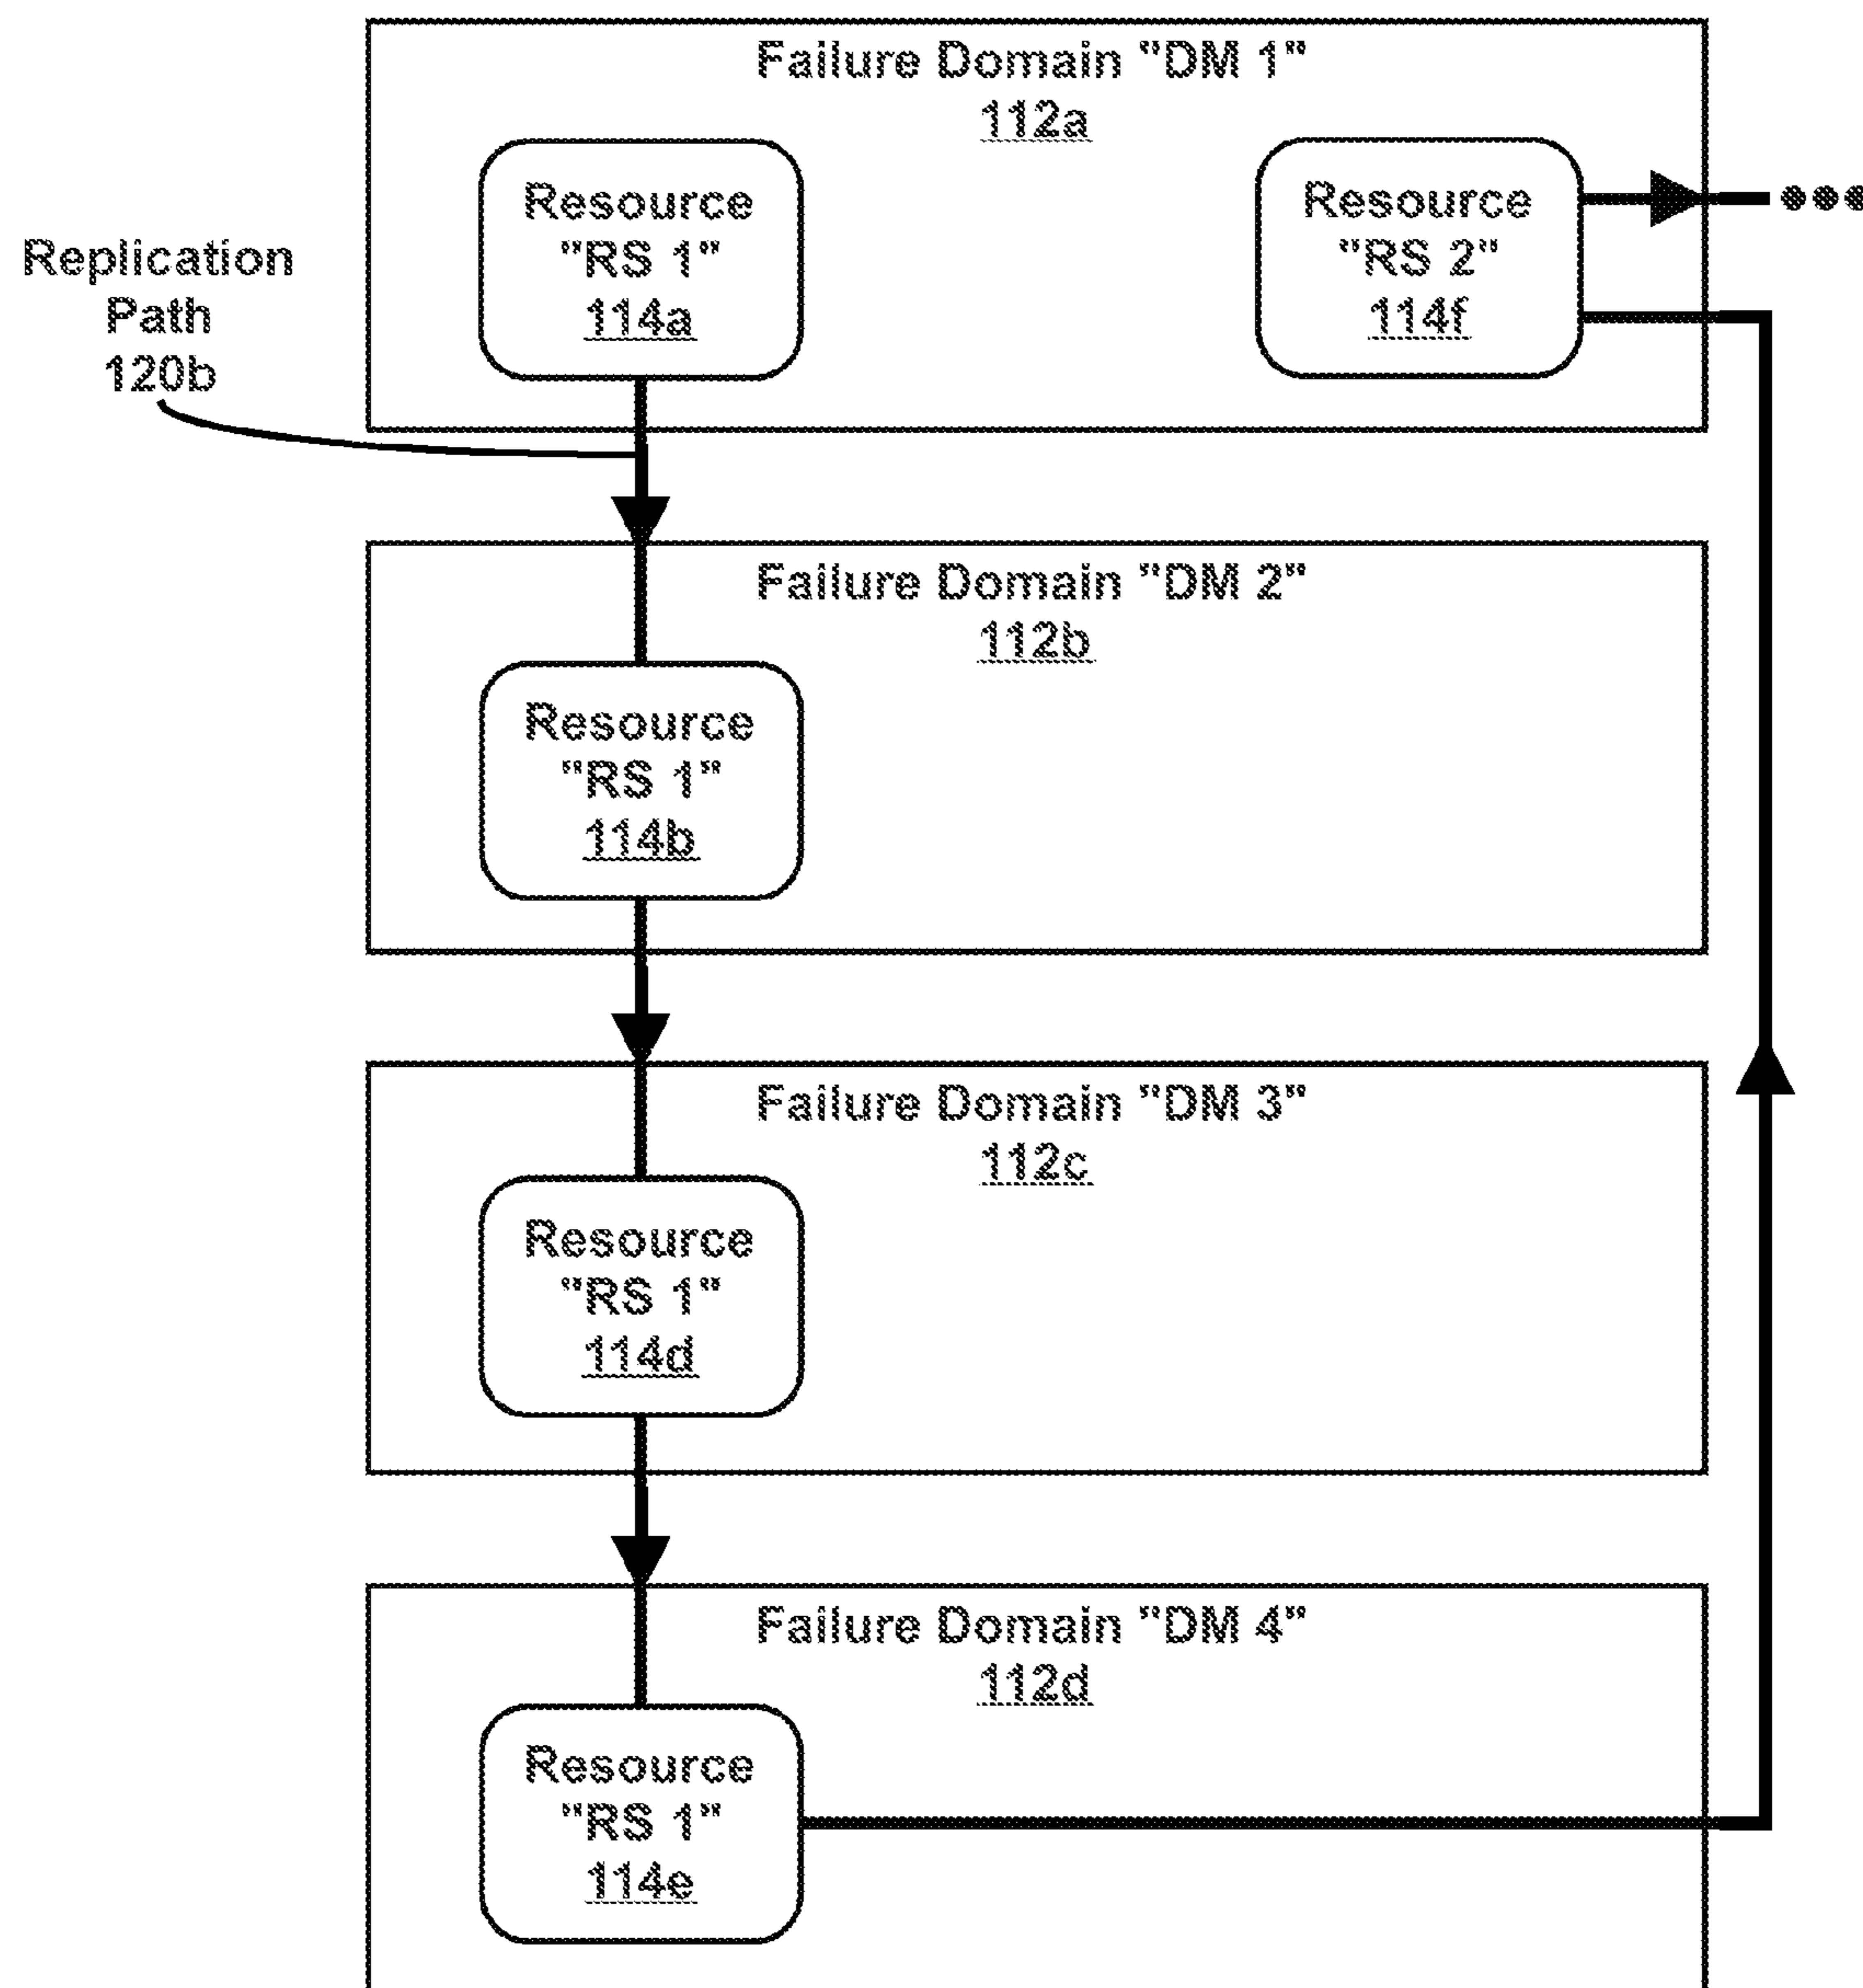 Failure Domain "DM 1"
112a
Resource
"RS 1"
114a
Resource
"RS 2"
114f
Replication
Path
120b
Failure Domain "DM 2"
112b
Resource
"RS 1"
114b
Failure Domain "DM 3"
112c
Resource
"RS 1"
114d
Failure Domain "DM 4"
112d
Resource
"RS 1"
114e